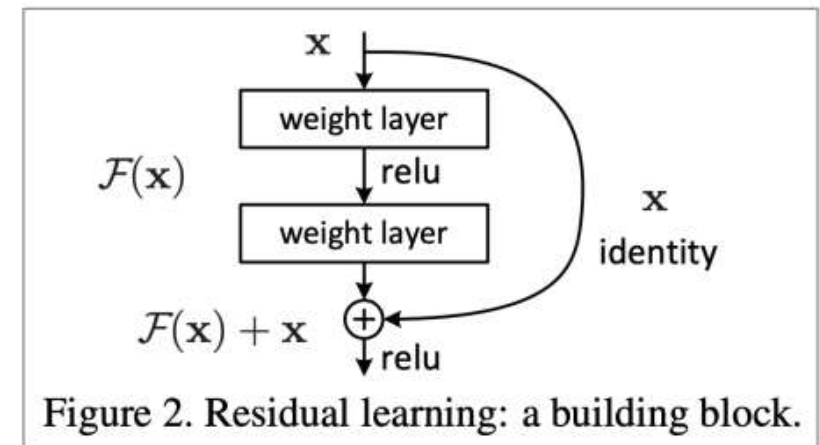 x
weight layer
relu
F(x)
x
weight layer
identity
F(x) + x
relu
Figure 2. Residual learning: a building block.